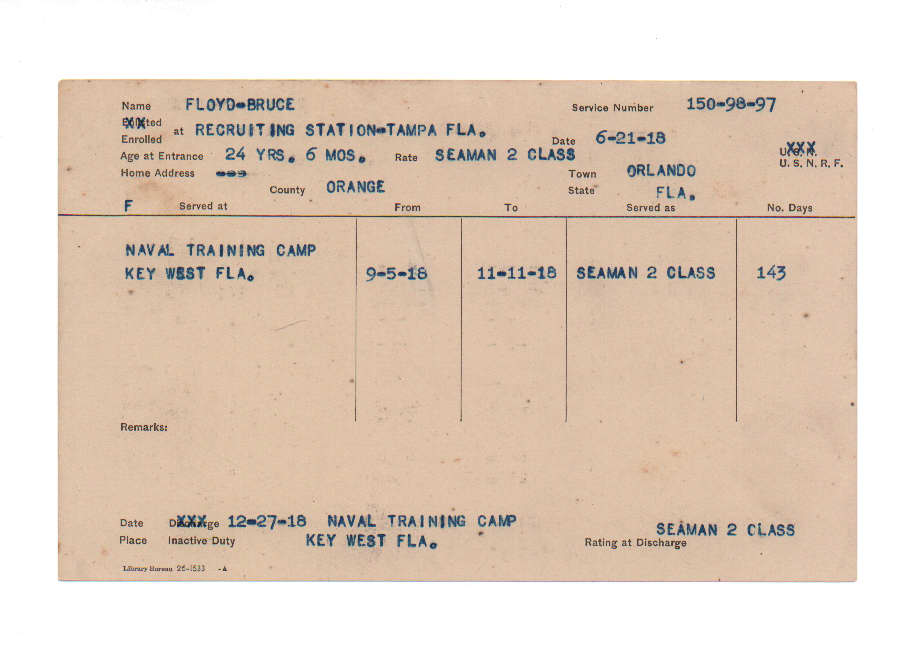 Name FLOYD-BRUCE Service Number 150-98-97
Enrolled at RECRUITING STATION-TAMPA FLA. Date 6-21-18
Age at Entrance 24 YRS. 6 MOS. Rate SEAMAN 2 CLASS U. S. N. R. F.
Home Address --- Town ORLANDO
County ORANGE State FLA.
F Served at From To Served as No. Days
NAVAL TRAINING CAMP
KEY WEST FLA. 9-5-18 11-11-18 SEAMAN 2 CLASS 143
Remarks:
Date 12-27-18 NAVAL TRAINING CAMP
Place Inactive Duty KEY WEST FLA. Rating at Discharge SEAMAN 2 CLASS
Library Bureau 26-1533 -A